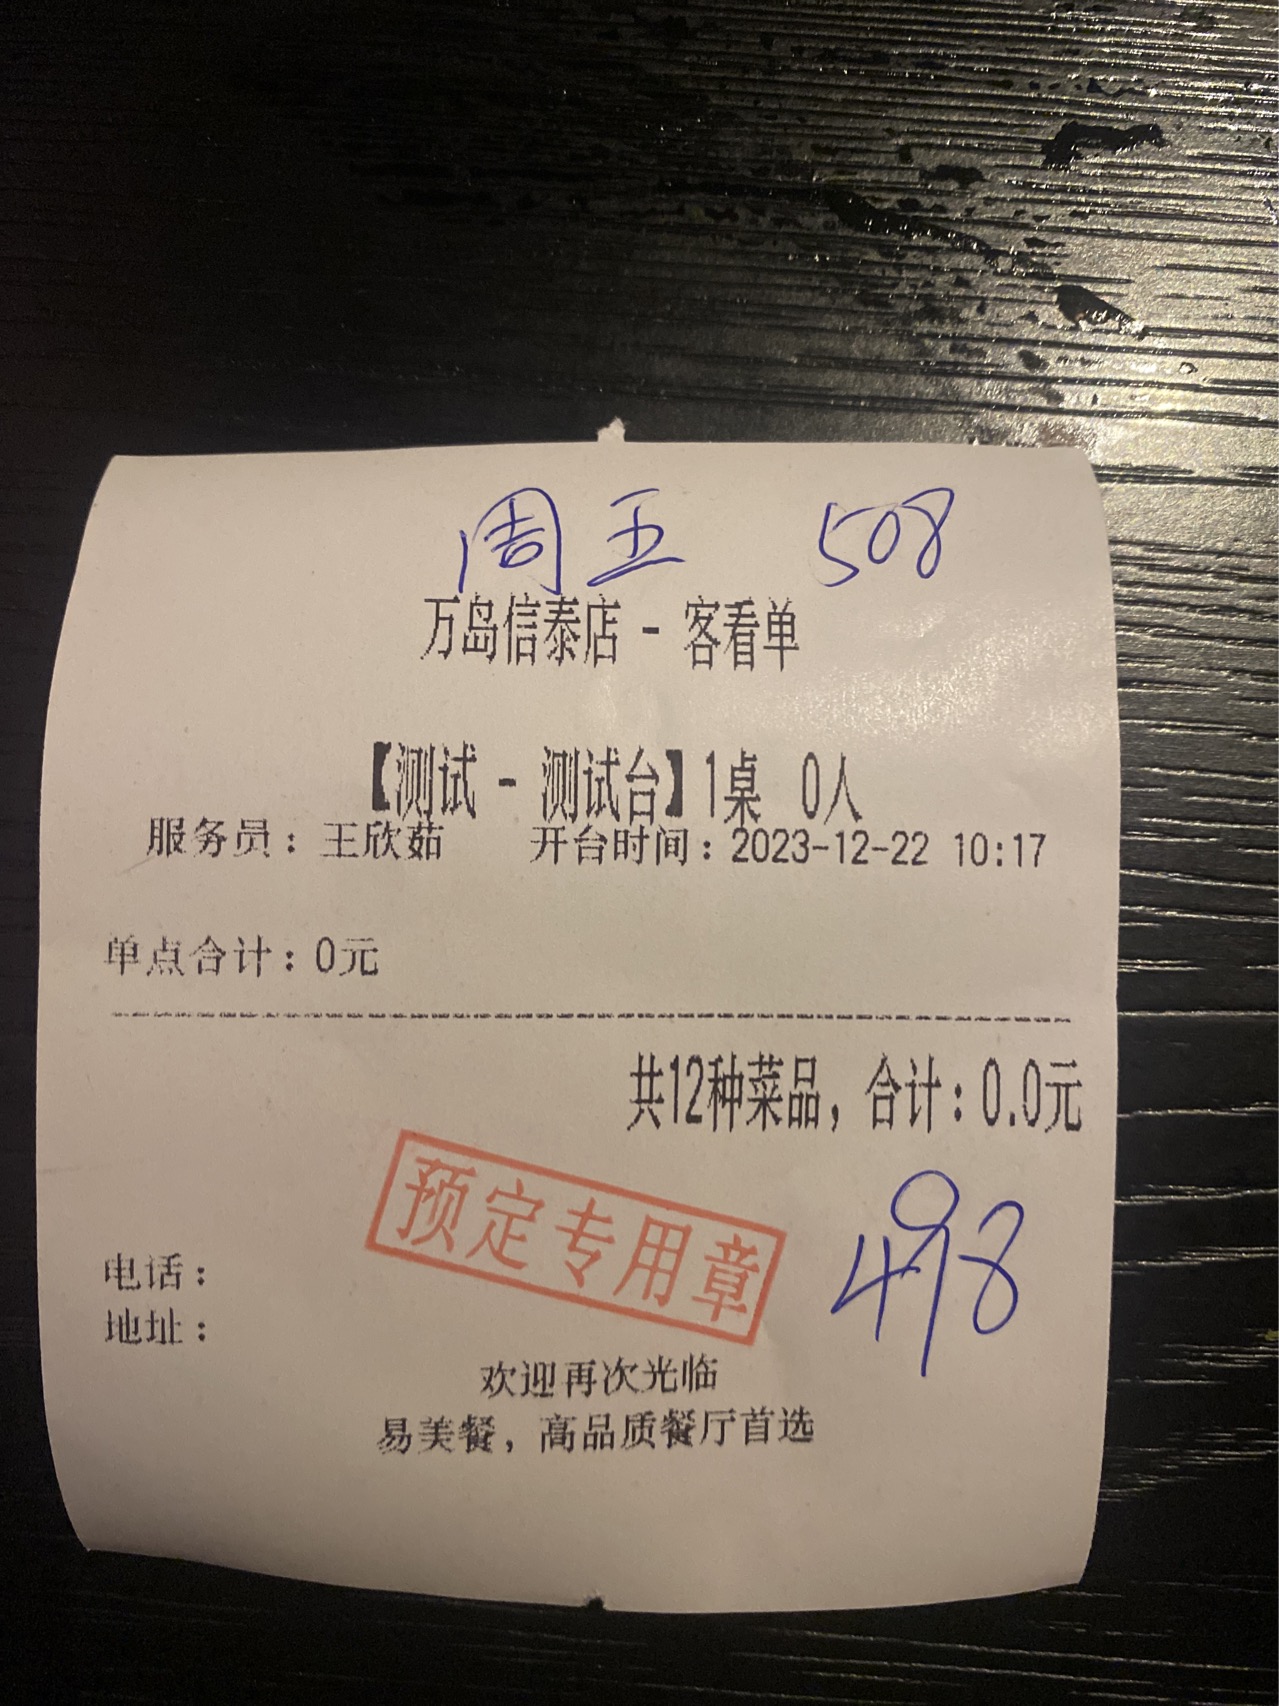 周五 508
万岛信泰店 - 客看单
【测试 - 测试台】1桌 0人
服务员：王欣茹 开台时间：2023-12-22 10:17
单点合计：0元
共12种菜品，合计：0.0元
预定专用章
498
电话：
地址：
欢迎再次光临
易美餐，高品质餐厅首选